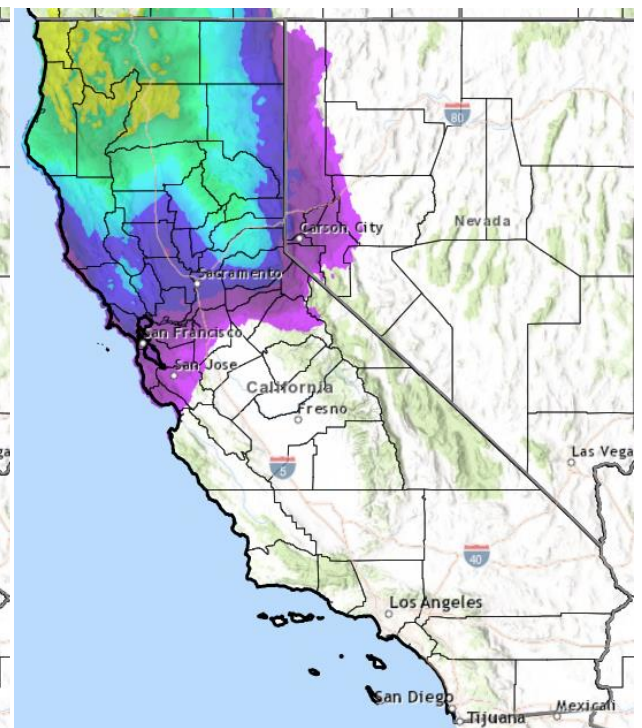 80
Nevada
Carson City
Sacramento
San Francisco
San Jose
California
Fresno
5
Las Vega
40
Los Angeles
San Diego
Tijuana
Mexicali